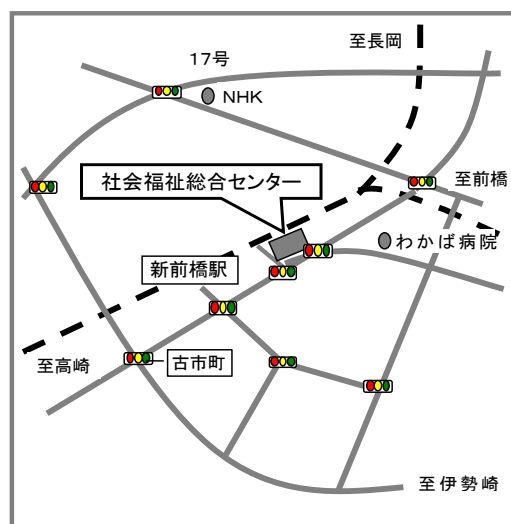 至長岡
17号
NHK
社会福祉総合センター
至前橋
わかば病院
新前橋駅
至高崎
古市町
至伊勢崎